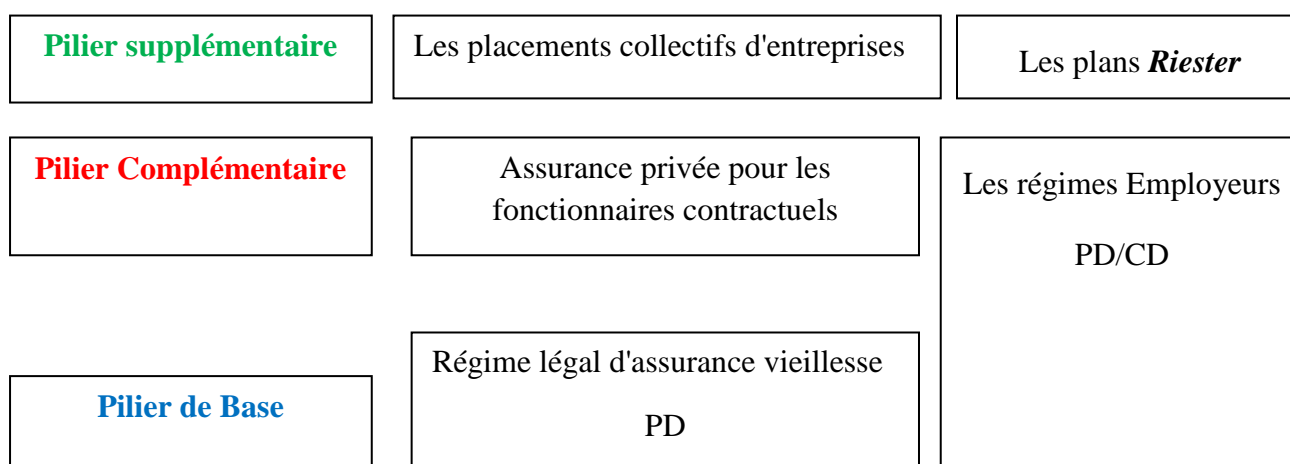 Pilier supplémentaire
Les placements collectifs d'entreprises
Les plans Riester
Pilier Complémentaire
Assurance privée pour les
fonctionnaires contractuels
Les régimes Employeurs
PD/CD
Pilier de Base
Régime légal d'assurance vieillesse
PD